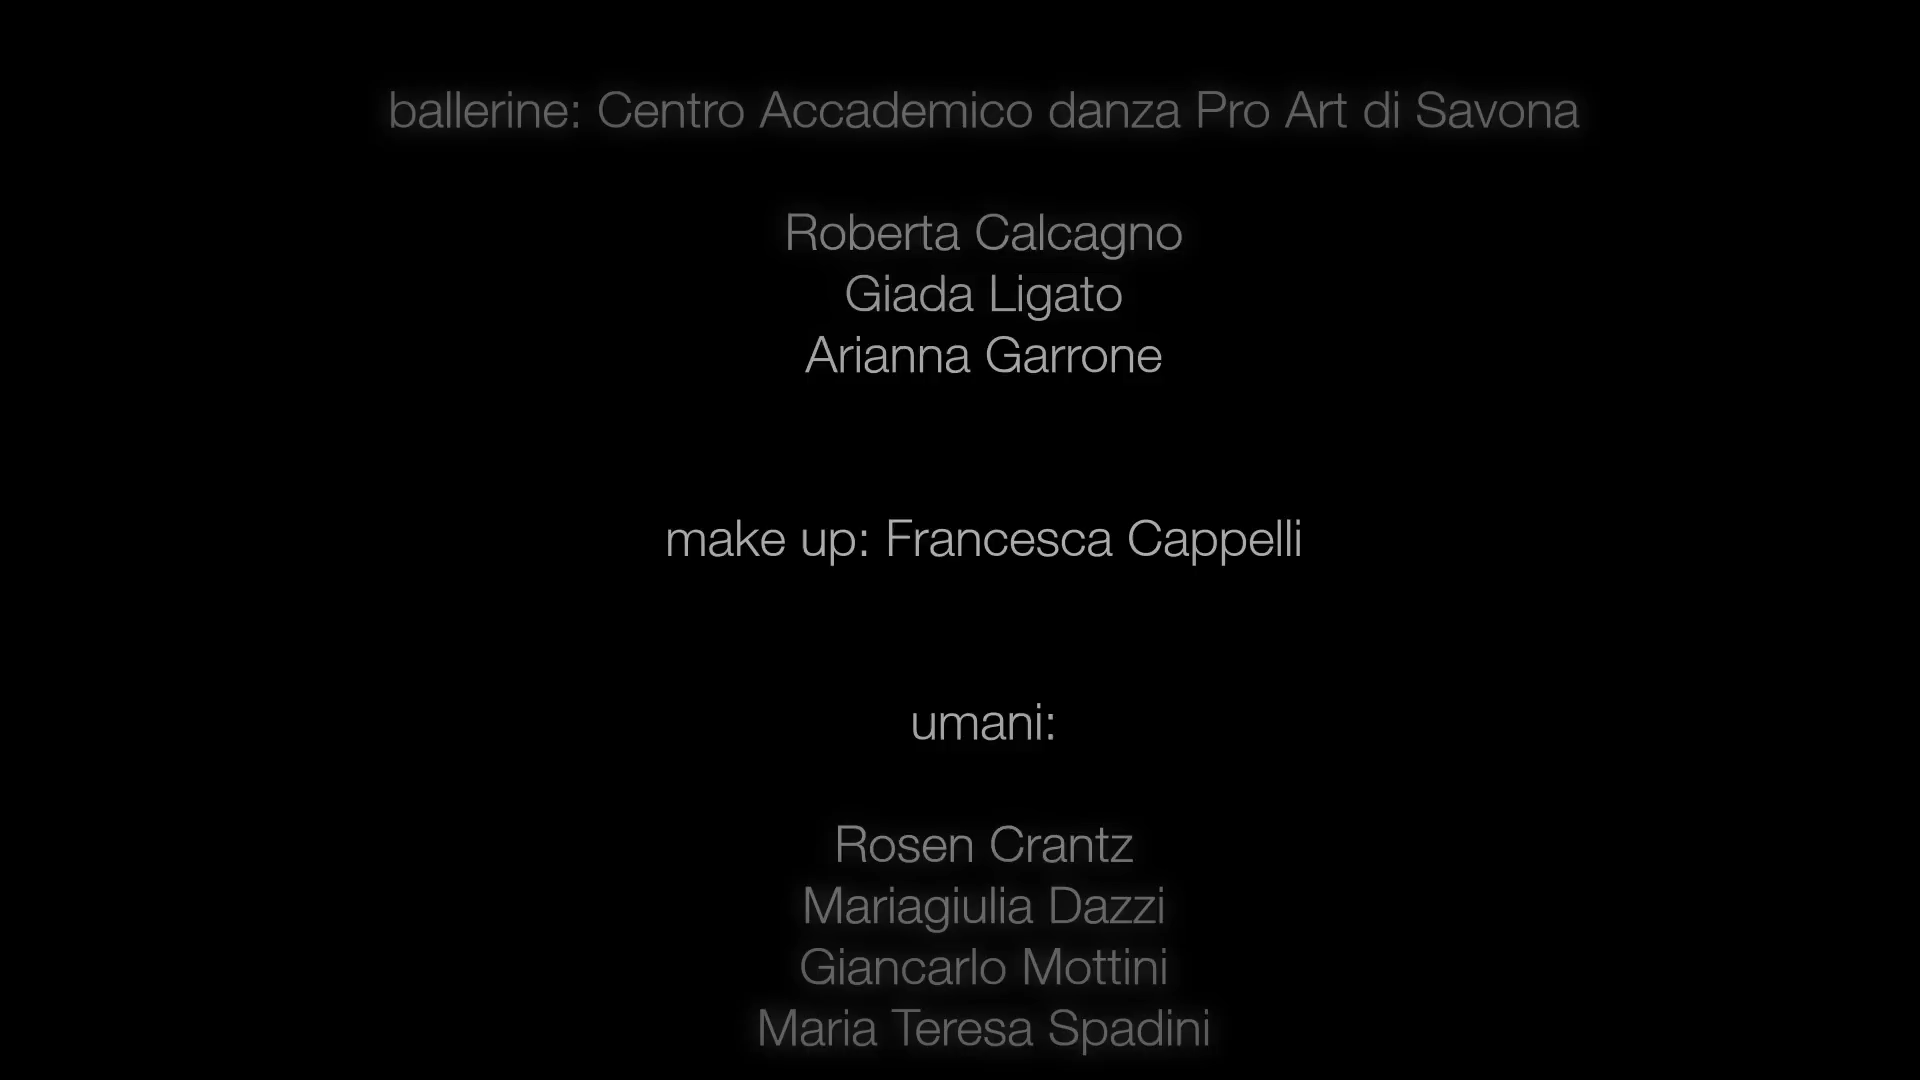 ballerine: Centro Accademico danza Pro Art di Savona
Roberta Calcagno
Giada Ligato
Arianna Garrone
make up: Francesca Cappelli
umani:
Rosen Crantz
Mariagiulia Dazzi
Giancarlo Mottini
Maria Teresa Spadini